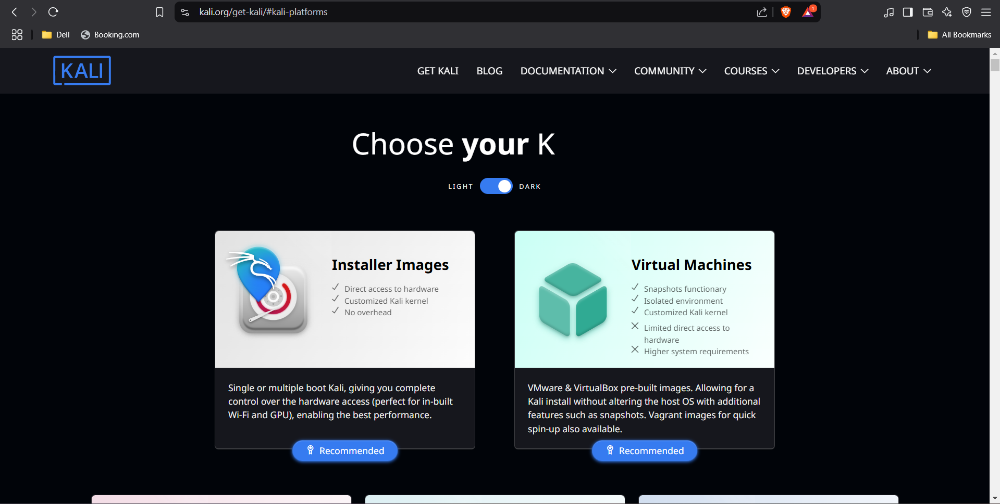 kali.org/get-kali/#kali-platforms
1
Dell
Booking.com
All Bookmarks
KALI
GET KALI
BLOG
DOCUMENTATION
COMMUNITY
COURSES
DEVELOPERS
ABOUT
Choose your K
LIGHT
DARK
Installer Images
Direct access to hardware
Customized Kali kernel
No overhead
Single or multiple boot Kali, giving you complete
control over the hardware access (perfect for in-built
Wi-Fi and GPU), enabling the best performance.
Recommended
Virtual Machines
Snapshots functionary
Isolated environment
Customized Kali kernel
Limited direct access to
hardware
Higher system requirements
VMware & VirtualBox pre-built images. Allowing for a
Kali install without altering the host OS with additional
features such as snapshots. Vagrant images for quick
spin-up also available.
Recommended